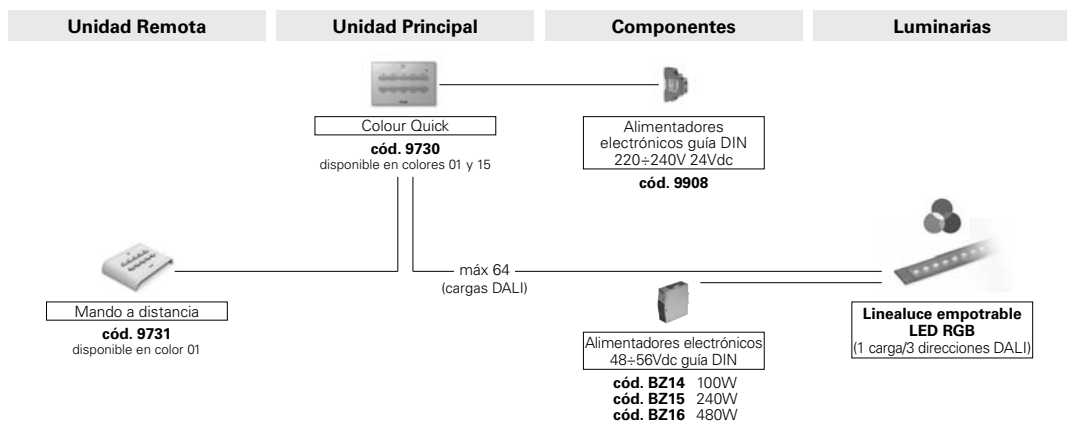 Unidad Remota
Unidad Principal
Componentes
Luminarias
Colour Quick
cód. 9730
disponible en colores 01 y 15
Alimentadores
electrónicos guía DIN
220÷240V 24Vdc
cód. 9908
Mando a distancia
cód. 9731
disponible en color 01
máx 64
(cargas DALI)
Alimentadores electrónicos
48÷56Vdc guía DIN
cód. BZ14 100W
cód. BZ15 240W
cód. BZ16 480W
Linealuce empotrable
LED RGB
(1 carga/3 direcciones DALI)